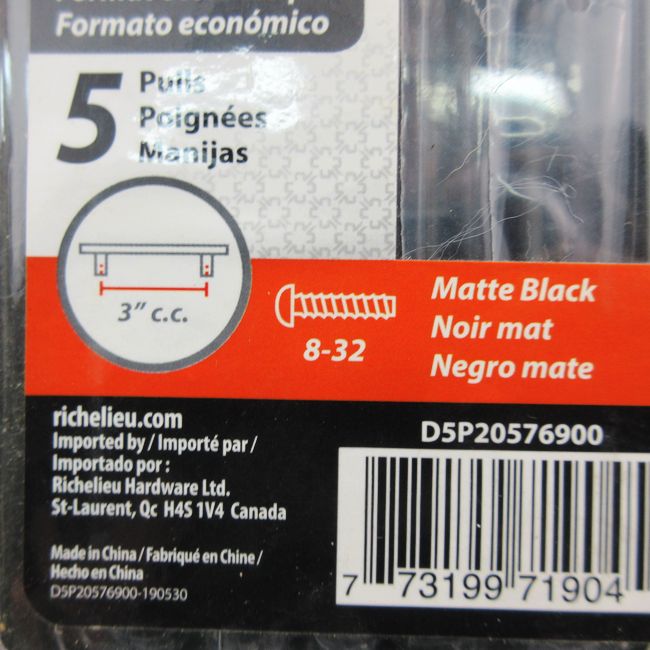 Formato económico
5
Pulls
Poignées
Manijas
3" c.c.
8-32
Matte Black
Noir mat
Negro mate
richelieu.com
Imported by / Importé par /
Importado por :
Richelieu Hardware Ltd.
St-Laurent, Qc H4S 1V4 Canada
Made in China / Fabriqué en Chine /
Hecho en China
D5P20576900-190530
D5P20576900
7 73199 71904